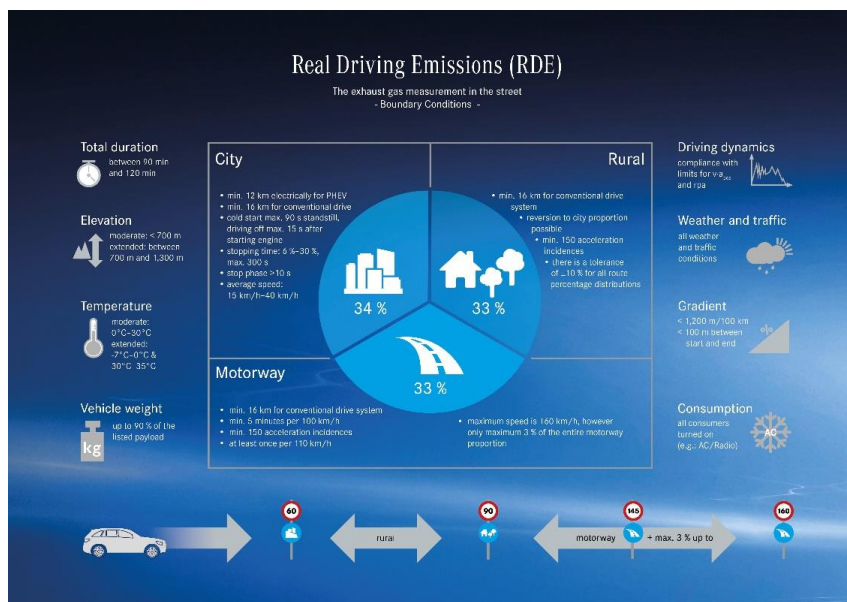 Real Driving Emissions (RDE)
The exhaust gas measurement in the street
- Boundary Conditions -
Total duration
between 90 min
and 120 min
Elevation
moderate: < 700 m
extended: between
700 m and 1,300 m
Temperature
moderate:
0°C–30°C
extended:
-7°C–0°C &
30°C 35°C
Vehicle weight
up to 90 % of the
listed payload
kg
City
• min. 12 km electrically for PHEV
• min. 16 km for conventional drive
• cold start max. 90 s standstill,
driving off max. 15 s after
starting engine
• stopping time: 6 %–30 %,
max. 300 s
• stop phase >10 s
• average speed:
15 km/h–40 km/h
34 %
Rural
• min. 16 km for conventional drive
system
• reversion to city proportion
possible
• min. 150 acceleration
incidences
• there is a tolerance
of ±10 % for all route
percentage distributions
33 %
Motorway
33 %
• min. 16 km for conventional drive system
• min. 5 minutes per 100 km/h
• min. 150 acceleration incidences
• at least once per 110 km/h
• maximum speed is 160 km/h, however
only maximum 3 % of the entire motorway
proportion
Driving dynamics
compliance with
limits for
and rpa
Weather and traffic
all weather
and traffic
conditions
Gradient
< 1,200 m/100 km
< 100 m between
start and end
%
Consumption
all consumers
turned on
(e.g.: AC/Radio)
AC
60
rural
90
motorway
145
+ max. 3 % up to
160